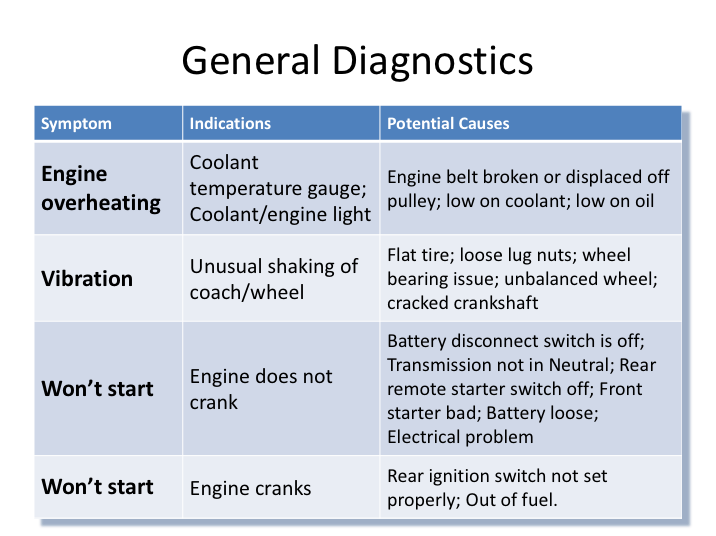 General Diagnostics
Symptom
Indications
Potential Causes
Engine
overheating
Coolant
temperature gauge;
Coolant/engine light
Engine belt broken or displaced off
pulley; low on coolant; low on oil
Vibration
Unusual shaking of
coach/wheel
Flat tire; loose lug nuts; wheel
bearing issue; unbalanced wheel;
cracked crankshaft
Won’t start
Engine does not
crank
Battery disconnect switch is off;
Transmission not in Neutral; Rear
remote starter switch off; Front
starter bad; Battery loose;
Electrical problem
Won’t start
Engine cranks
Rear ignition switch not set
properly; Out of fuel.